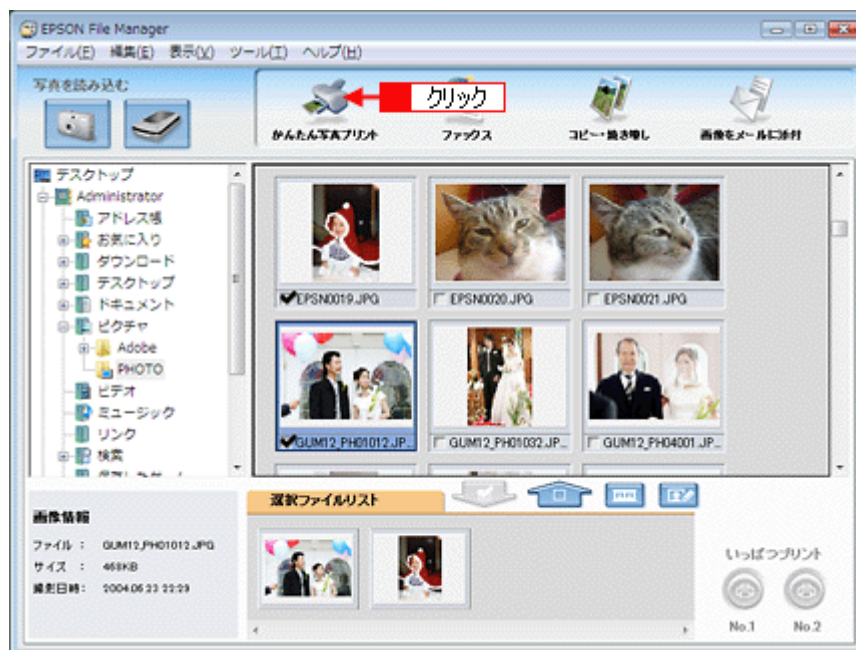 EPSON File Manager
ファイル(F) 編集(E) 表示(V) ツール(T) ヘルプ(H)
写真を読み込む
クリック
かんたん写真プリント ファックス コピー・焼き増し 画像をメールに添付
デスクトップ
Administrator
アドレス帳
お気に入り
ダウンロード
デスクトップ
ドキュメント
ピクチャ
Adobe
PHOTO
ビデオ
ミュージック
リンク
検索
EPSN0019.JPG EPSN0020.JPG EPSN0021.JPG
GUM12_PH01012.JP... GUM12_PH01032.JP... GUM12_PH04001.JP...
選択ファイルリスト
画像情報
ファイル : GUM12_PH01012.JPG
サイズ : 468KB
撮影日時: 2004.05.23 22:29
いっぱつプリント
No.1 No.2